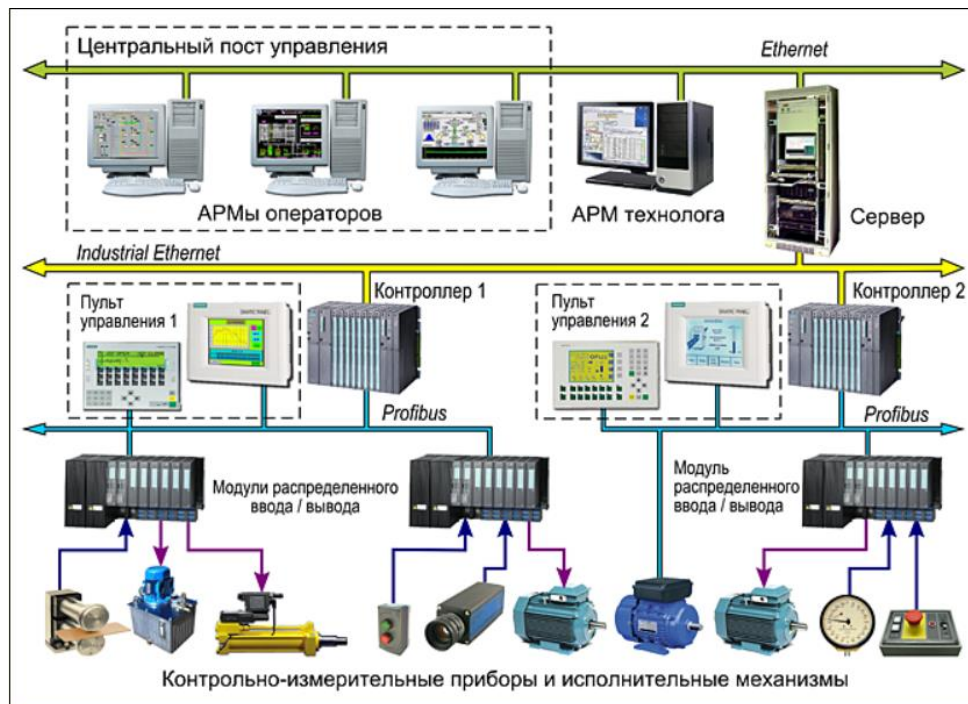 Центральный пост управления
Ethernet
АРМы операторов
АРМ технолога
Сервер
Industrial Ethernet
Контроллер 1
Контроллер 2
Пульт
управления 1
Пульт
управления 2
Profibus
Profibus
Модули распределенного
ввода / вывода
Модуль
распределенного
ввода / вывода
Контрольно-измерительные приборы и исполнительные механизмы